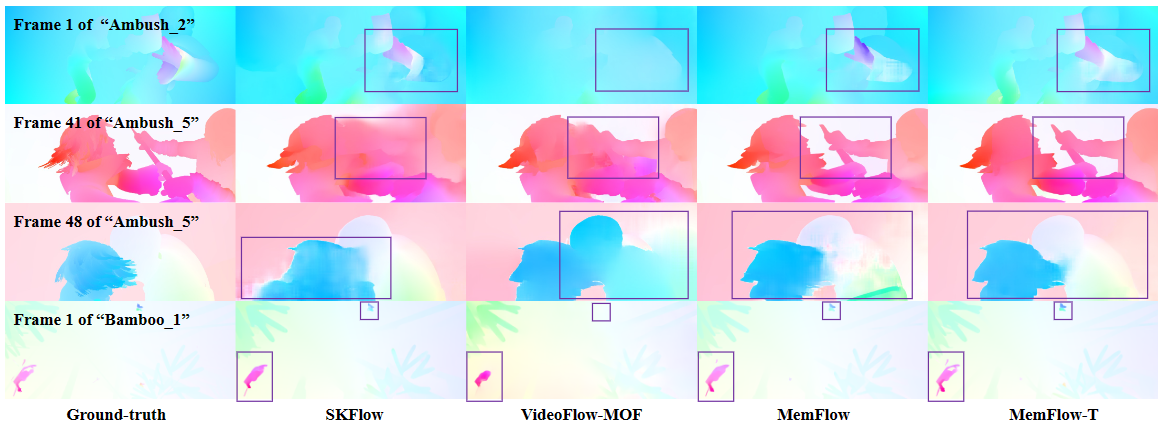 Frame 1 of “Ambush_2”
Frame 41 of “Ambush_5”
Frame 48 of “Ambush_5”
Frame 1 of “Bamboo_1”
Ground-truth SKFlow VideoFlow-MOF MemFlow MemFlow-T